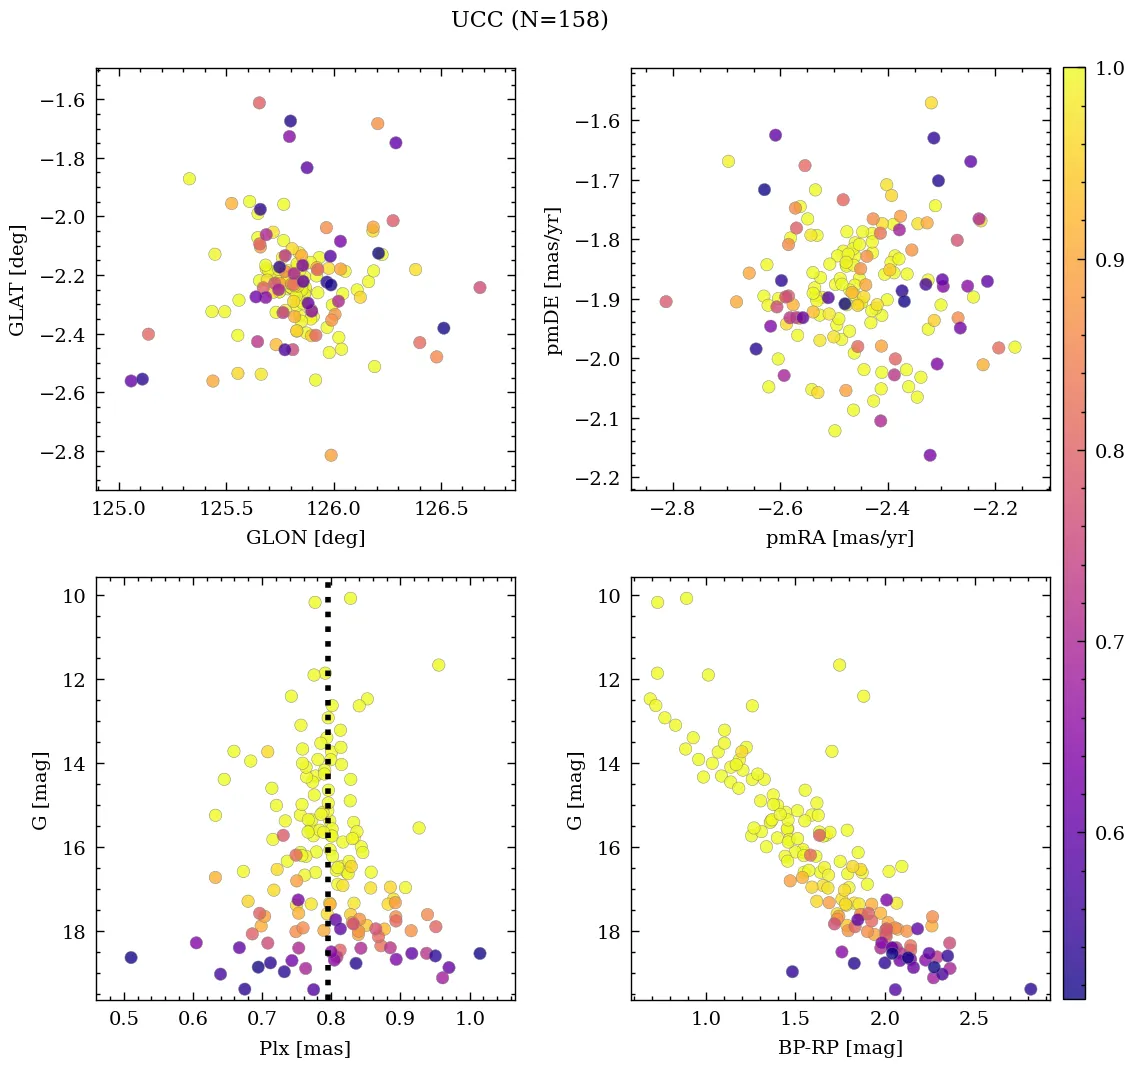 UCC (N=158)
−1.6
−1.8
−2.0
−2.2
−2.4
−2.6
−2.8
GLAT [deg]
125.0 125.5 126.0 126.5
GLON [deg]
−1.6
−1.7
−1.8
−1.9
−2.0
−2.1
−2.2
pmDE [mas/yr]
−2.8 −2.6 −2.4 −2.2
pmRA [mas/yr]
10
12
14
16
18
G [mag]
0.5 0.6 0.7 0.8 0.9 1.0
Plx [mas]
10
12
14
16
18
G [mag]
1.0 1.5 2.0 2.5
BP-RP [mag]
1.0
0.9
0.8
0.7
0.6